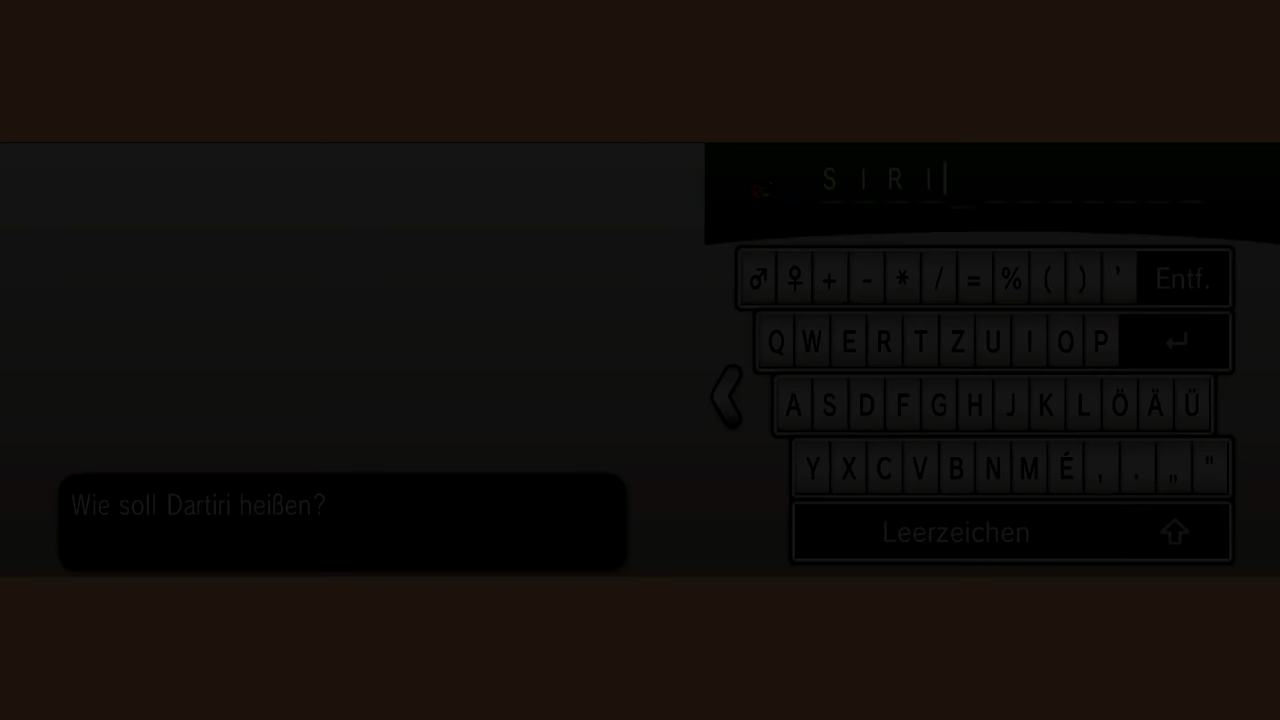 SIRI
♂ ♀ + - * / = % ( ) ' Entf.
Q W E R T Z U I O P ↵
A S D F G H J K L Ö Ä Ü
Y X C V B N M É , . „ "
Leerzeichen ⇧
Wie soll Dartiri heißen?